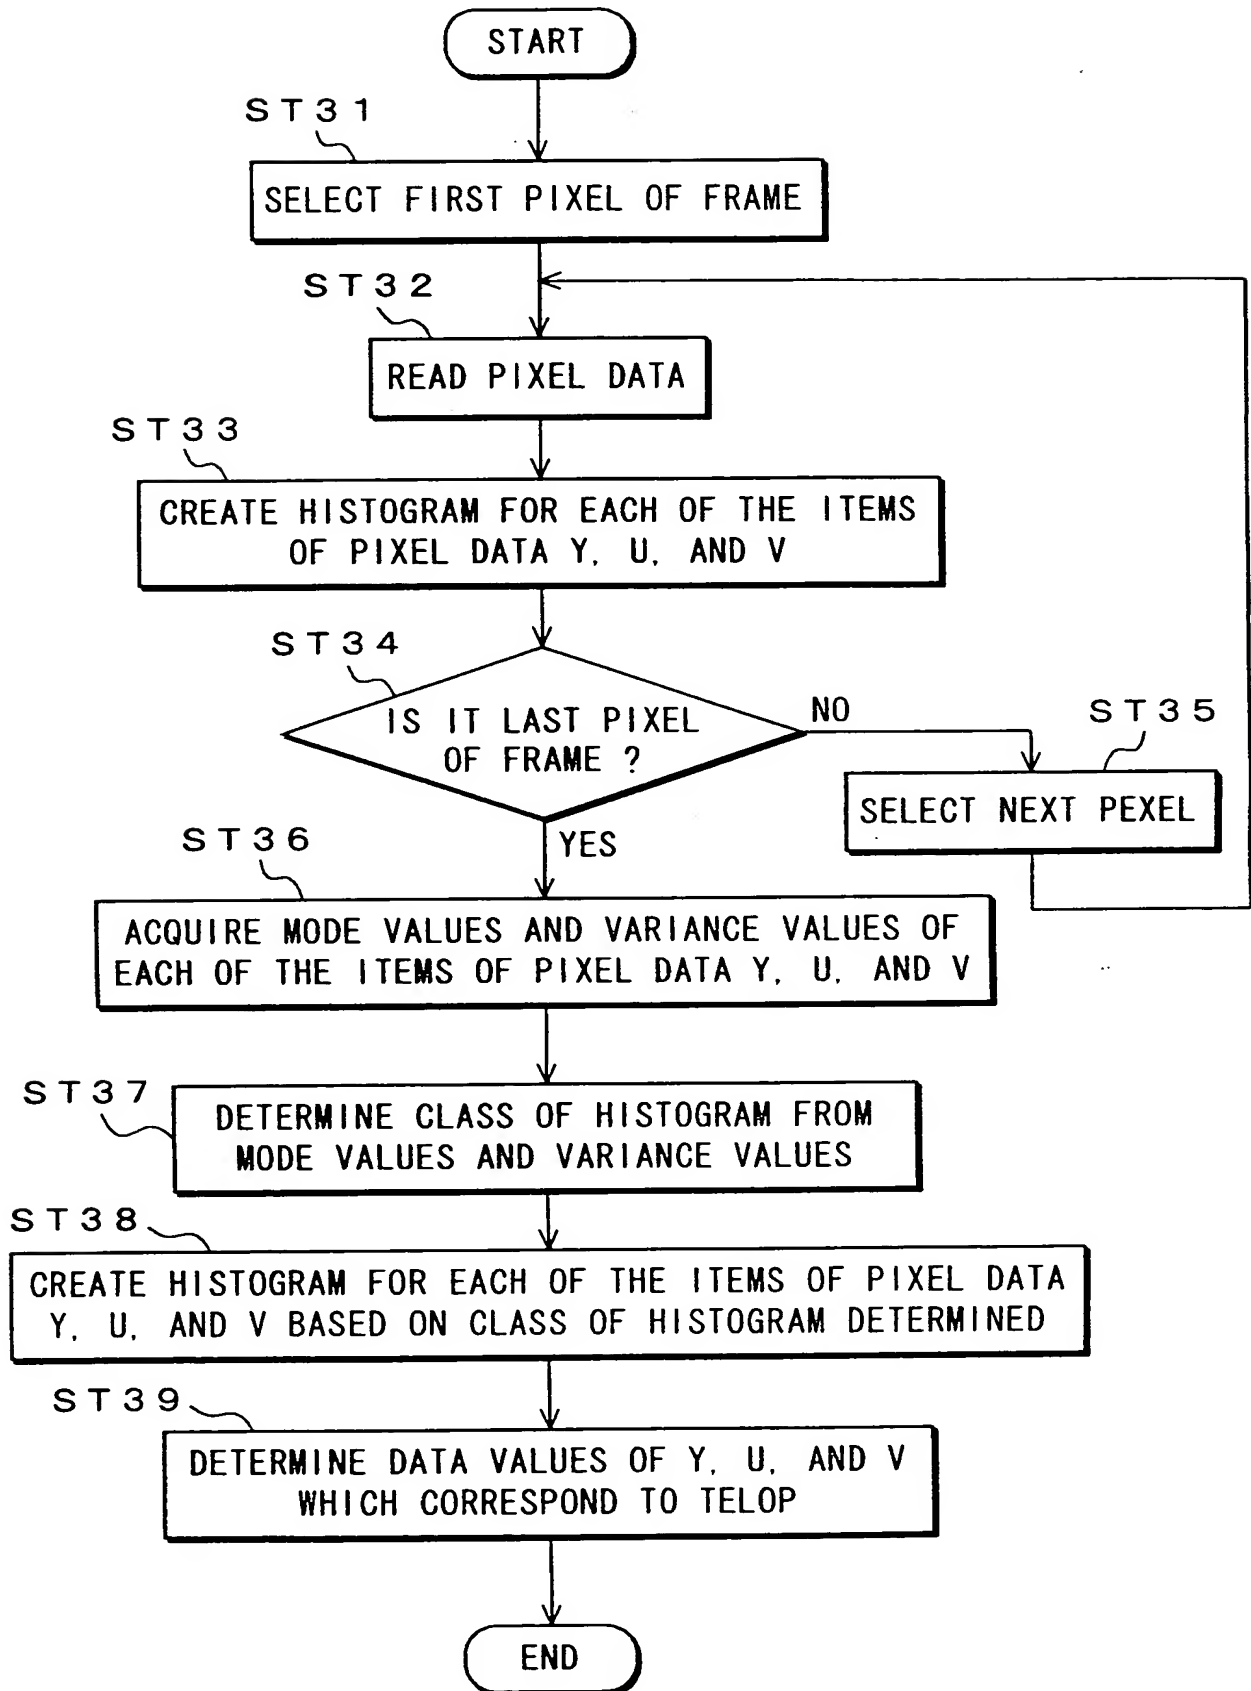 START
ST31
SELECT FIRST PIXEL OF FRAME
ST32
READ PIXEL DATA
ST33
CREATE HISTOGRAM FOR EACH OF THE ITEMS
OF PIXEL DATA Y, U, AND V
ST34
IS IT LAST PIXEL
OF FRAME ?
NO
ST35
SELECT NEXT PEXEL
YES
ST36
ACQUIRE MODE VALUES AND VARIANCE VALUES OF
EACH OF THE ITEMS OF PIXEL DATA Y, U, AND V
ST37
DETERMINE CLASS OF HISTOGRAM FROM
MODE VALUES AND VARIANCE VALUES
ST38
CREATE HISTOGRAM FOR EACH OF THE ITEMS OF PIXEL DATA
Y, U, AND V BASED ON CLASS OF HISTOGRAM DETERMINED
ST39
DETERMINE DATA VALUES OF Y, U, AND V
WHICH CORRESPOND TO TELOP
END